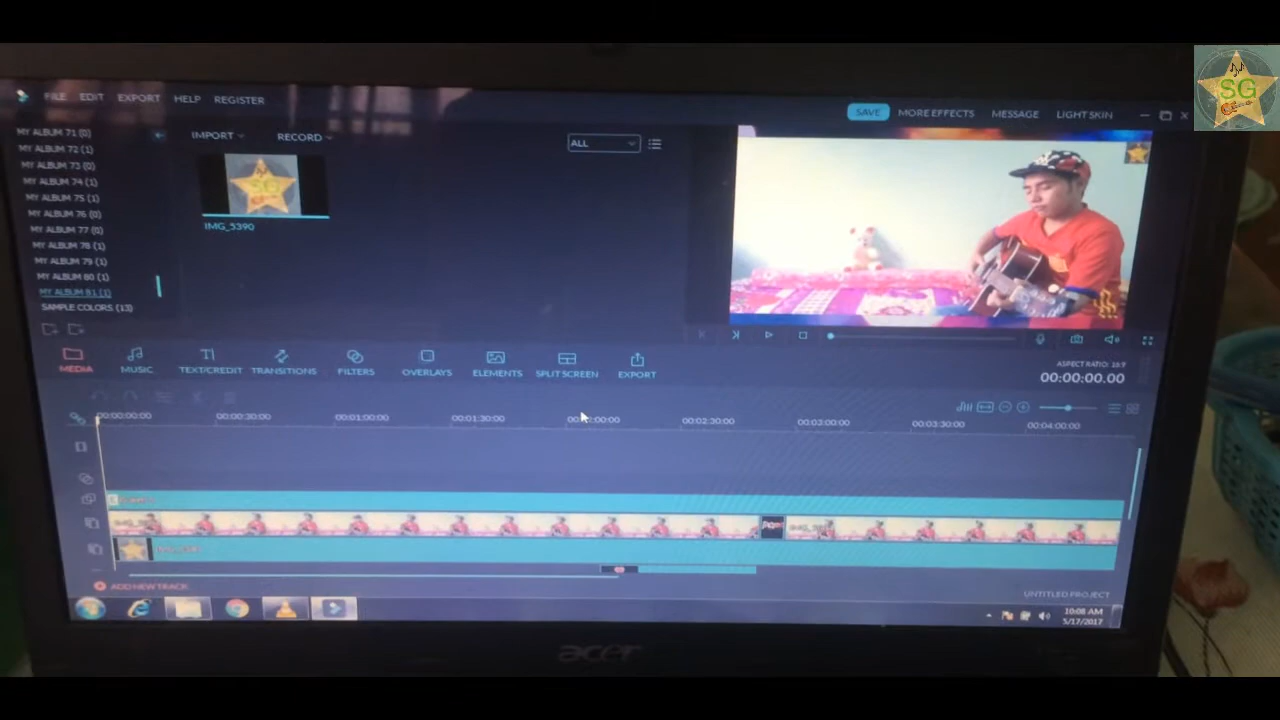 SG
FILE EDIT EXPORT HELP REGISTER
SAVE MORE EFFECTS MESSAGE LIGHT SKIN
MY ALBUM 71 (0)
MY ALBUM 72 (1)
MY ALBUM 73 (0)
MY ALBUM 74 (1)
MY ALBUM 75 (1)
MY ALBUM 76 (0)
MY ALBUM 77 (0)
MY ALBUM 78 (1)
MY ALBUM 79 (1)
MY ALBUM 80 (1)
MY ALBUM 81 (1)
SAMPLE COLORS (13)
IMPORT RECORD
ALL
SG
IMG_5390
ASPECT RATIO: 16:9
00:00:00.00
MEDIA MUSIC TEXT/CREDIT TRANSITIONS FILTERS OVERLAYS ELEMENTS SPLIT SCREEN EXPORT
00:00:00:00 00:00:30:00 00:01:00:00 00:01:30:00 00:02:00:00 00:02:30:00 00:03:00:00 00:03:30:00 00:04:00:00
ADD NEW TRACK
UNTITLED PROJECT
10:08 AM
5/17/2017
acer